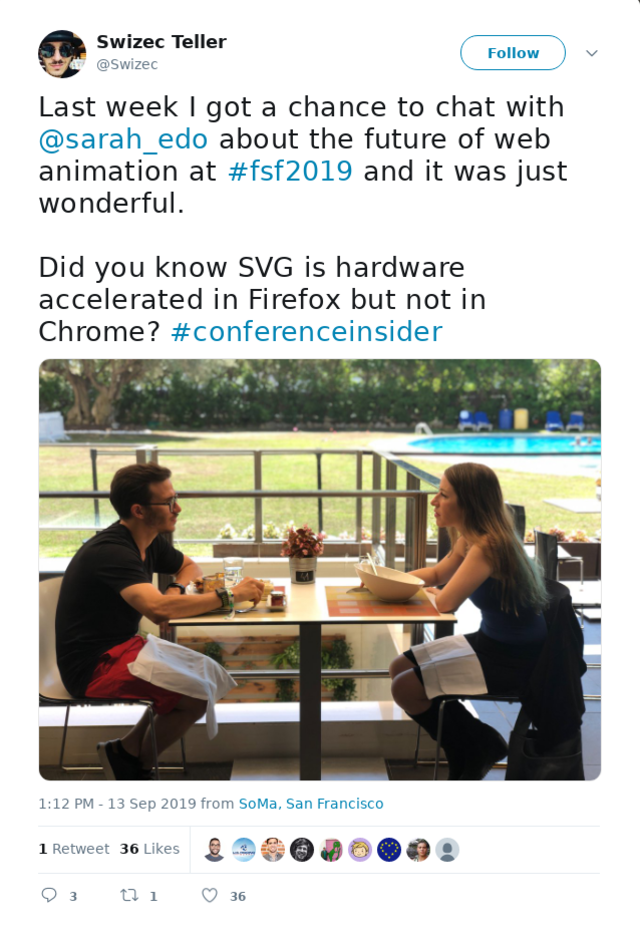 Swizec Teller
@Swizec
Follow
Last week I got a chance to chat with
@sarah_edo about the future of web
animation at #fsf2019 and it was just
wonderful.
Did you know SVG is hardware
accelerated in Firefox but not in
Chrome? #conferenceinsider
1:12 PM - 13 Sep 2019 from SoMa, San Francisco
1 Retweet 36 Likes
3 1 36